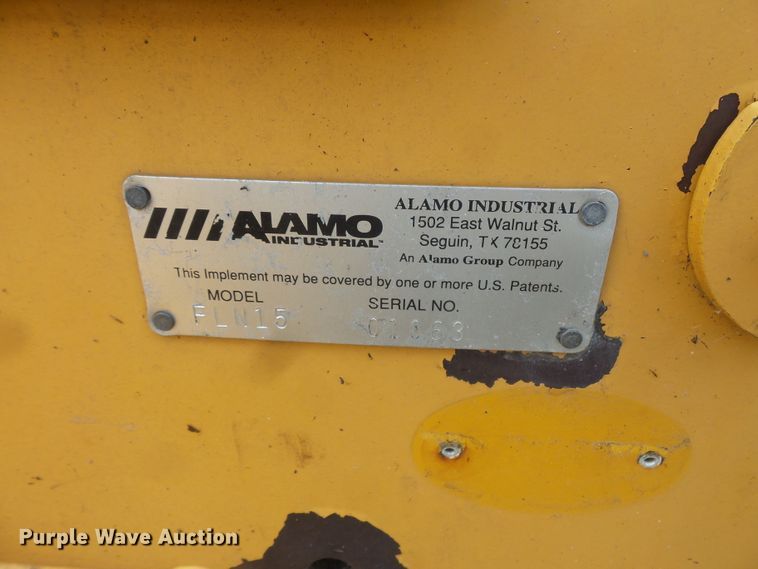 ALAMO
INDUSTRIAL
ALAMO INDUSTRIAL
1502 East Walnut St.
Seguin, TX 78155
An Alamo Group Company
This Implement may be covered by one or more U.S. Patents.
MODEL
SERIAL NO.
Purple Wave Auction